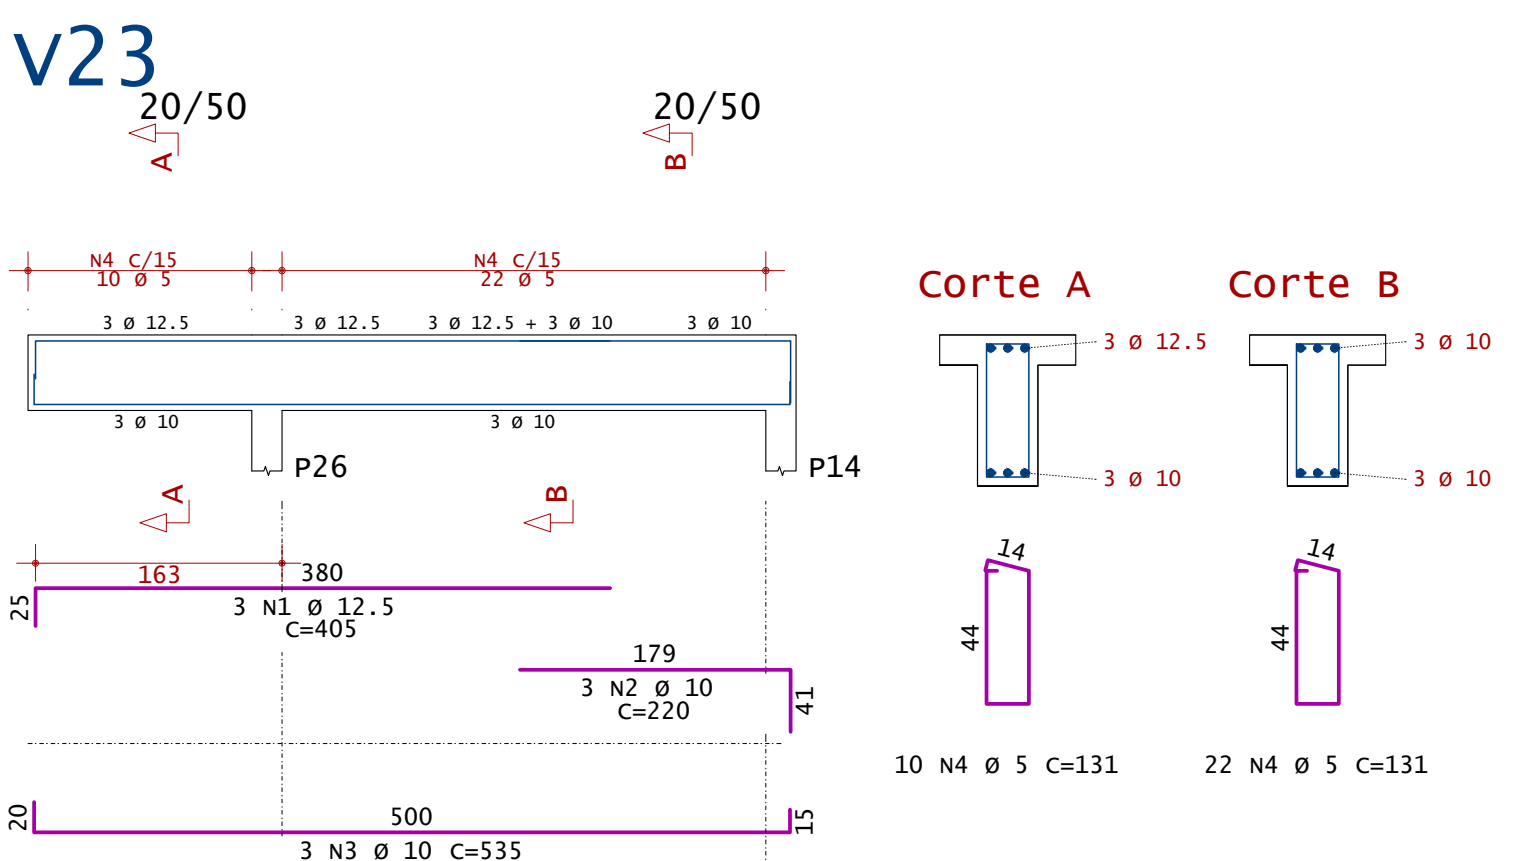 V23
20/50 20/50
A B
N4 C/15 N4 C/15
10 Ø 5 22 Ø 5
Corte A Corte B
3 Ø 12.5 3 Ø 12.5 3 Ø 12.5 + 3 Ø 10 3 Ø 10
3 Ø 12.5 3 Ø 10
3 Ø 10 3 Ø 10
P26 P14
3 Ø 10 3 Ø 10
A B
163 380
25
3 N1 Ø 12.5
C=405
14 14
44 44
179
3 N2 Ø 10
C=220
41
10 N4 Ø 5 C=131 22 N4 Ø 5 C=131
20 500 15
3 N3 Ø 10 C=535